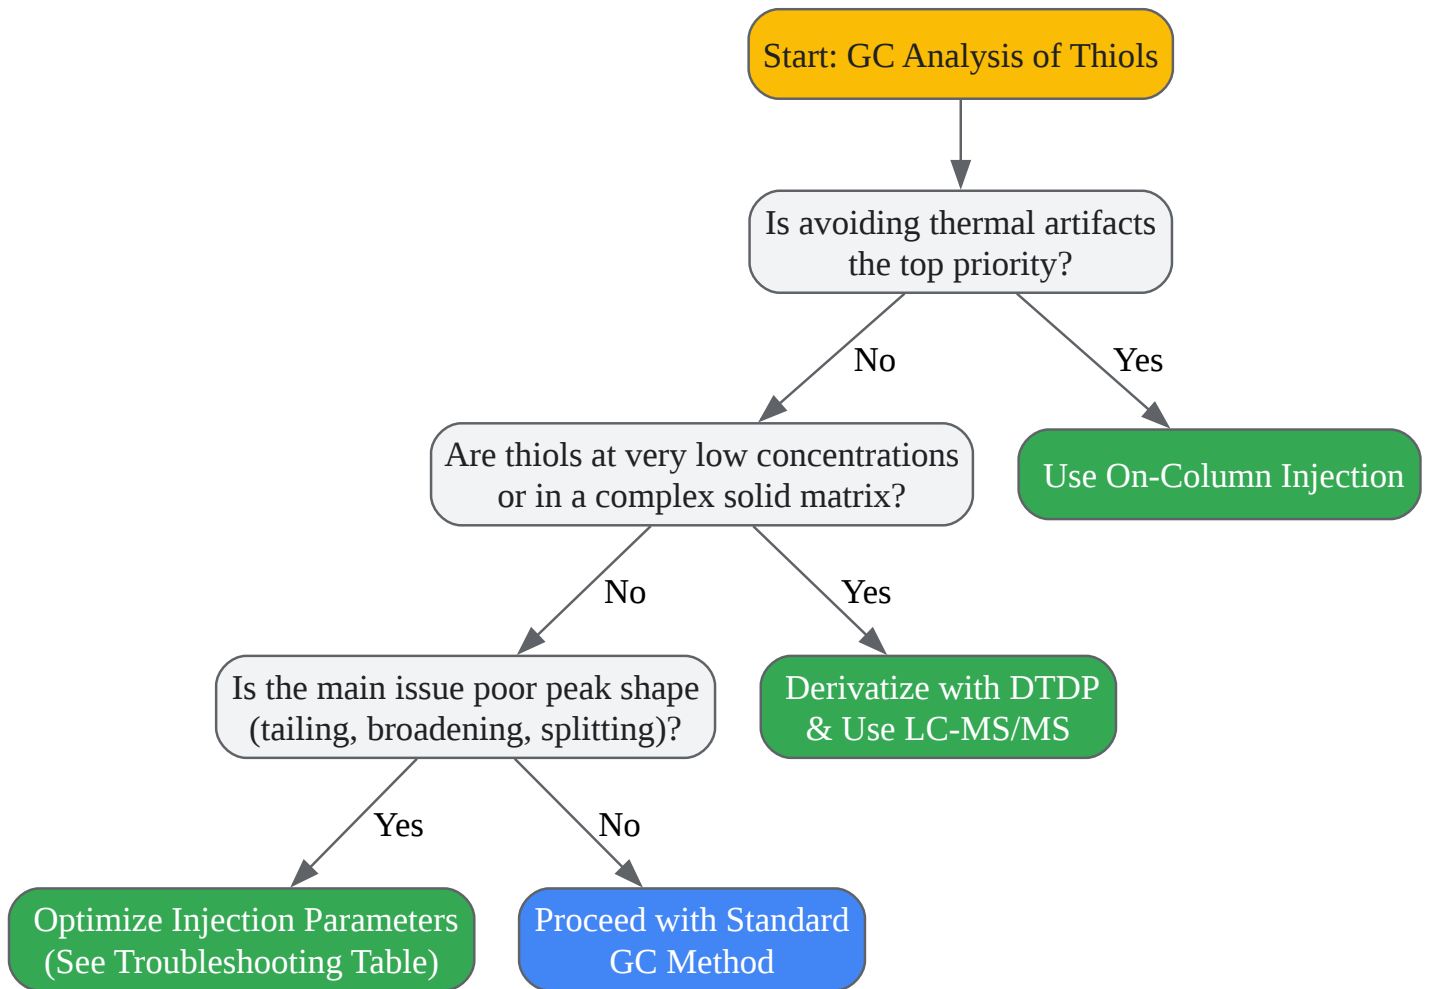 Start: GC Analysis of Thiols
Is avoiding thermal artifacts
the top priority?
No
Yes
Are thiols at very low concentrations
or in a complex solid matrix?
Use On-Column Injection
No
Yes
Is the main issue poor peak shape
(tailing, broadening, splitting)?
Derivatize with DTDP
& Use LC-MS/MS
Yes
No
Optimize Injection Parameters
(See Troubleshooting Table)
Proceed with Standard
GC Method